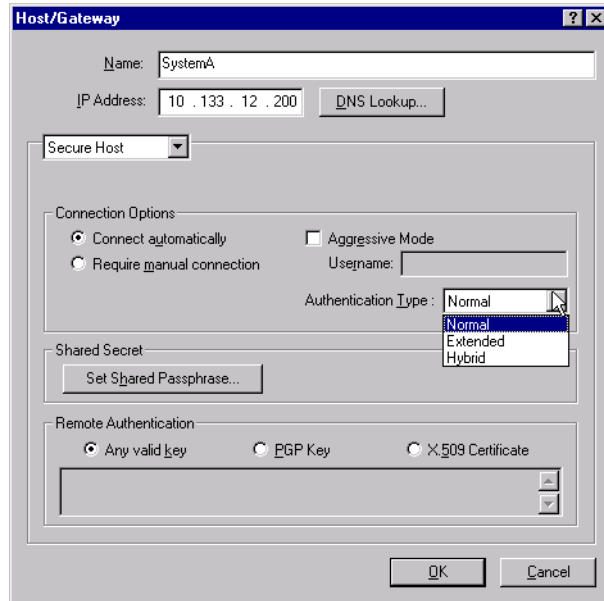 Host/Gateway
Name: SystemA
IP Address: 10 . 133 . 12 . 200 DNS Lookup...
Secure Host
Connection Options
Connect automatically Aggressive Mode
Require manual connection Username:
Authentication Type : Normal
Normal
Extended
Hybrid
Shared Secret
Set Shared Passphrase...
Remote Authentication
Any valid key PGP Key X.509 Certificate
OK Cancel